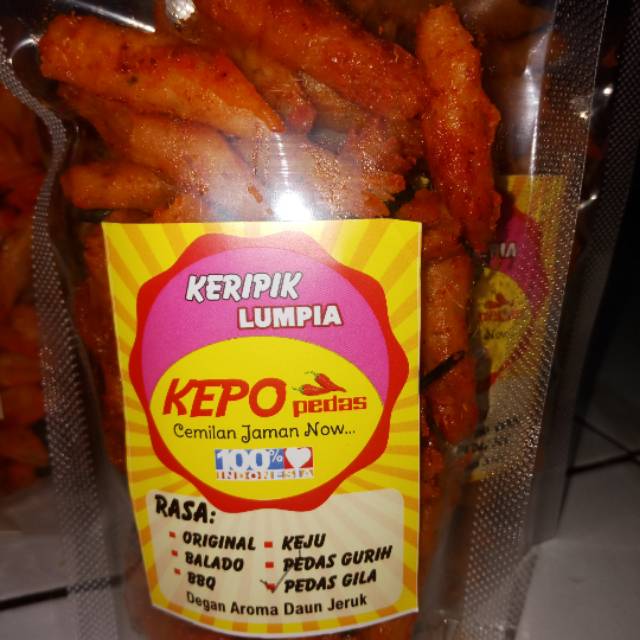 KERIPIK
LUMPIA
KEPO pedas
Cemilan Jaman Now...
100%
INDONESIA
RASA:
ORIGINAL
BALADO
BBQ
KEJU
PEDAS GURIH
PEDAS GILA
Degan Aroma Daun Jeruk